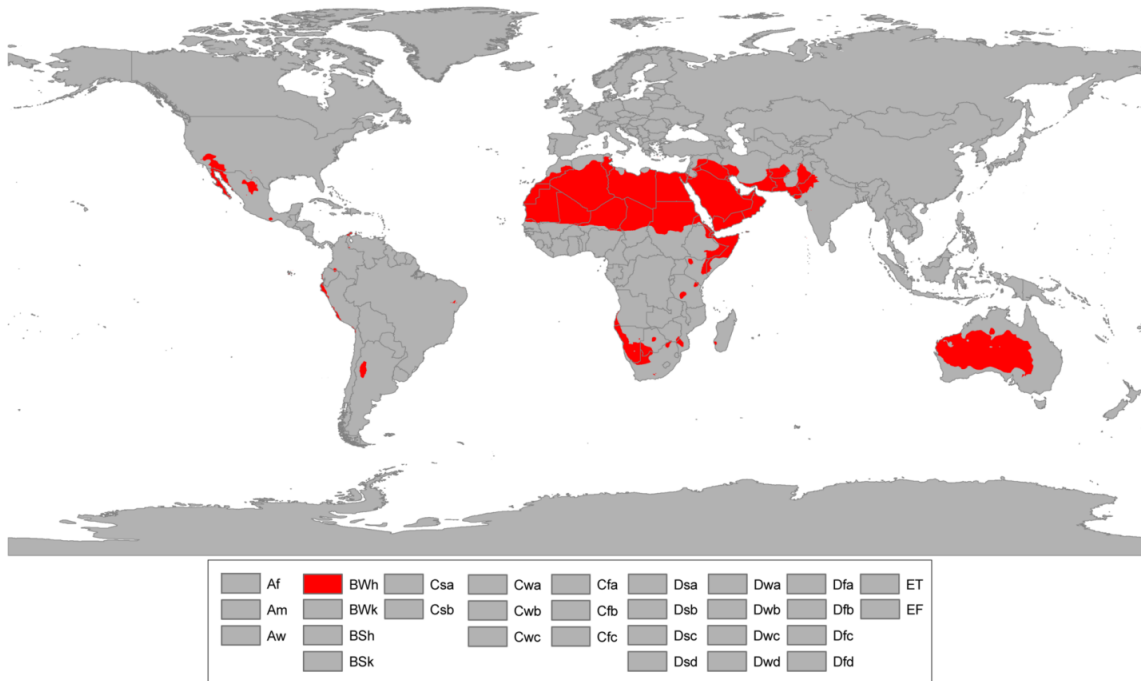 Af BWh Csa Cwa Cfa Dsa Dwa Dfa ET
Am BWk Csb Cwb Cfb Dsb Dwb Dfb EF
Aw BSh Cwc Cfc Dsc Dwc Dfc
BSk Dsd Dwd Dfd